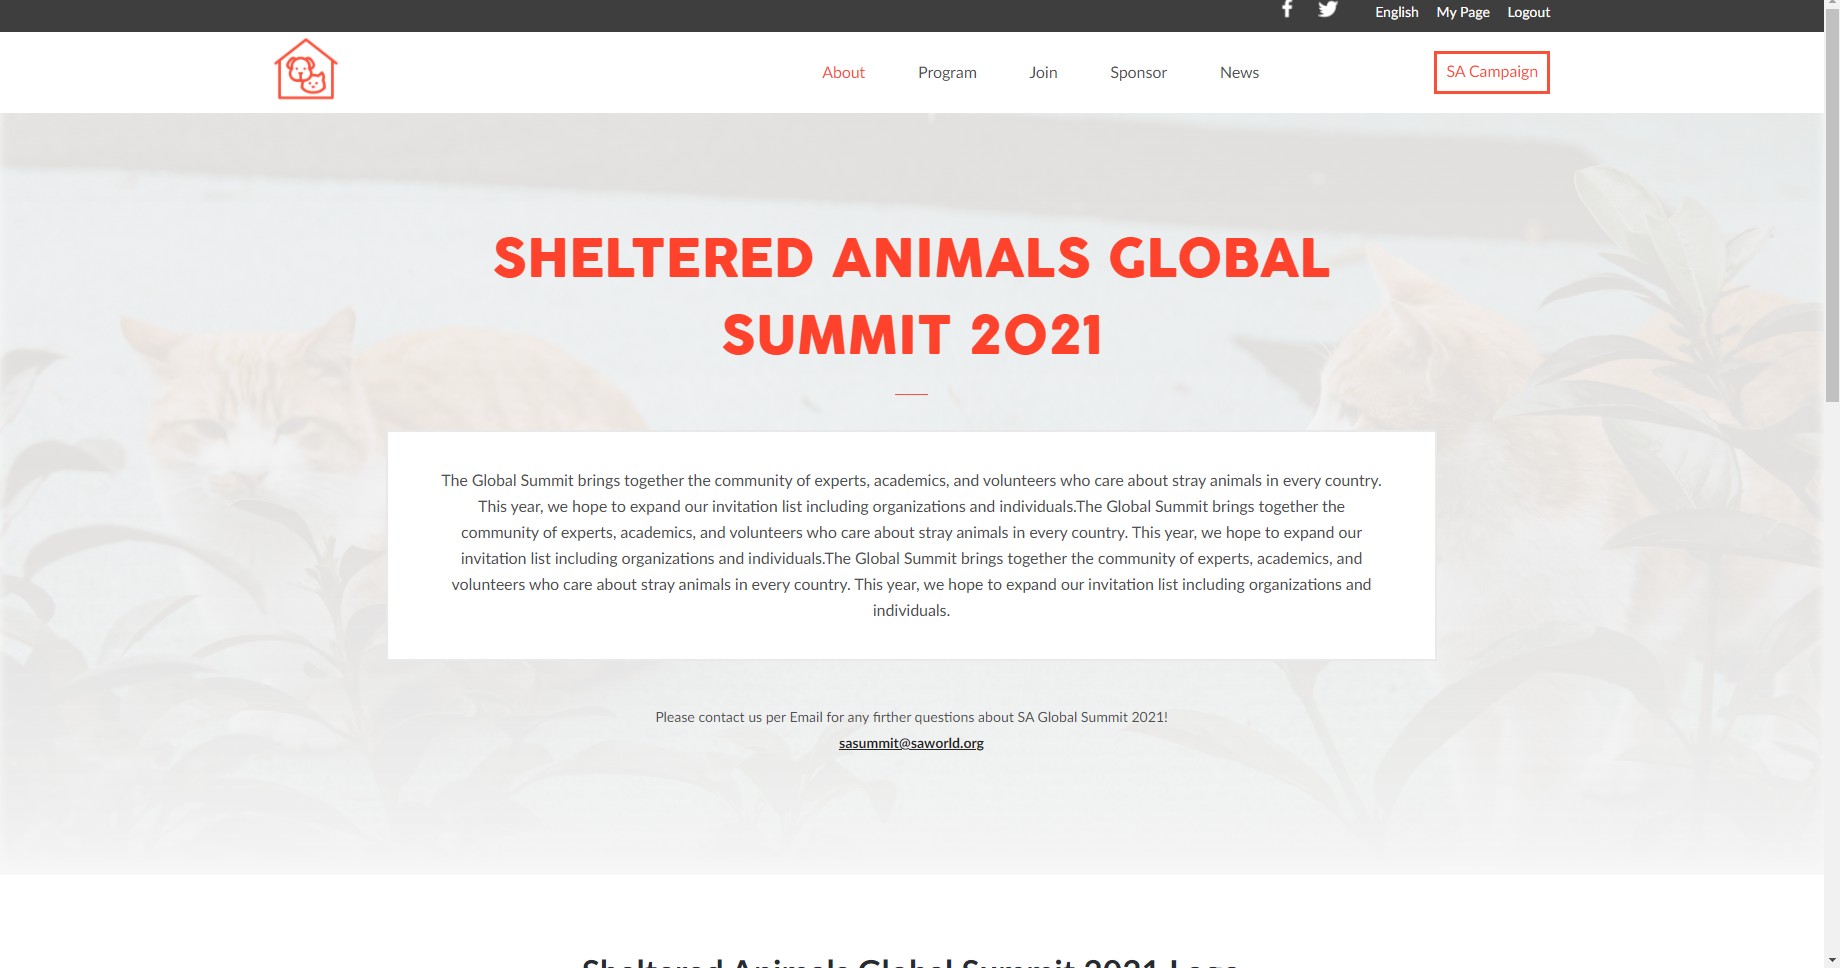 English My Page Logout
About Program Join Sponsor News SA Campaign
SHELTERED ANIMALS GLOBAL
SUMMIT 2021
The Global Summit brings together the community of experts, academics, and volunteers who care about stray animals in every country.
This year, we hope to expand our invitation list including organizations and individuals.The Global Summit brings together the
community of experts, academics, and volunteers who care about stray animals in every country. This year, we hope to expand our
invitation list including organizations and individuals.The Global Summit brings together the community of experts, academics, and
volunteers who care about stray animals in every country. This year, we hope to expand our invitation list including organizations and
individuals.
Please contact us per Email for any firther questions about SA Global Summit 2021!
sasummit@saworld.org
Sheltered Animals Global Summit 2021 Logo